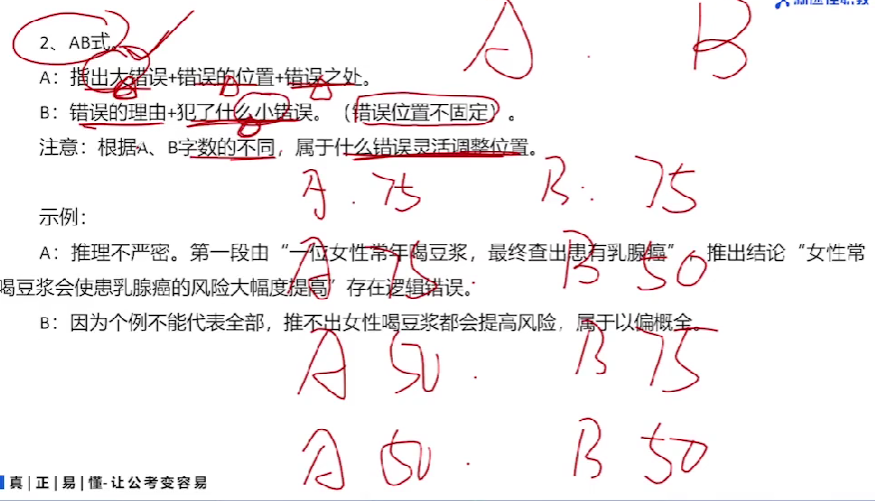 A . B
2、AB式
A：指出大错误+错误的位置+错误之处。
B：错误的理由+犯了什么小错误。（错误位置不固定）。
注意：根据A、B字数的不同，属于什么错误灵活调整位置。
A . 75 B . 75
示例：
A：推理不严密。第一段由“一位女性常年喝豆浆，最终查出患有乳腺癌”，推出结论“女性常
喝豆浆会使患乳腺癌的风险大幅度提高”存在逻辑错误。
A 75 . B 50
B：因为个例不能代表全部，推不出女性喝豆浆都会提高风险，属于以偏概全。
A 50 . B 75
A 50 . B 50
真|正|易|懂-让公考变容易